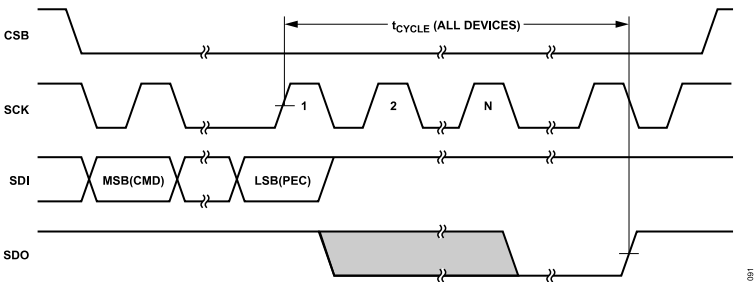 tCYCLE (ALL DEVICES)
CSB
SCK
1
2
N
SDI
MSB(CMD)
LSB(PEC)
SDO
091